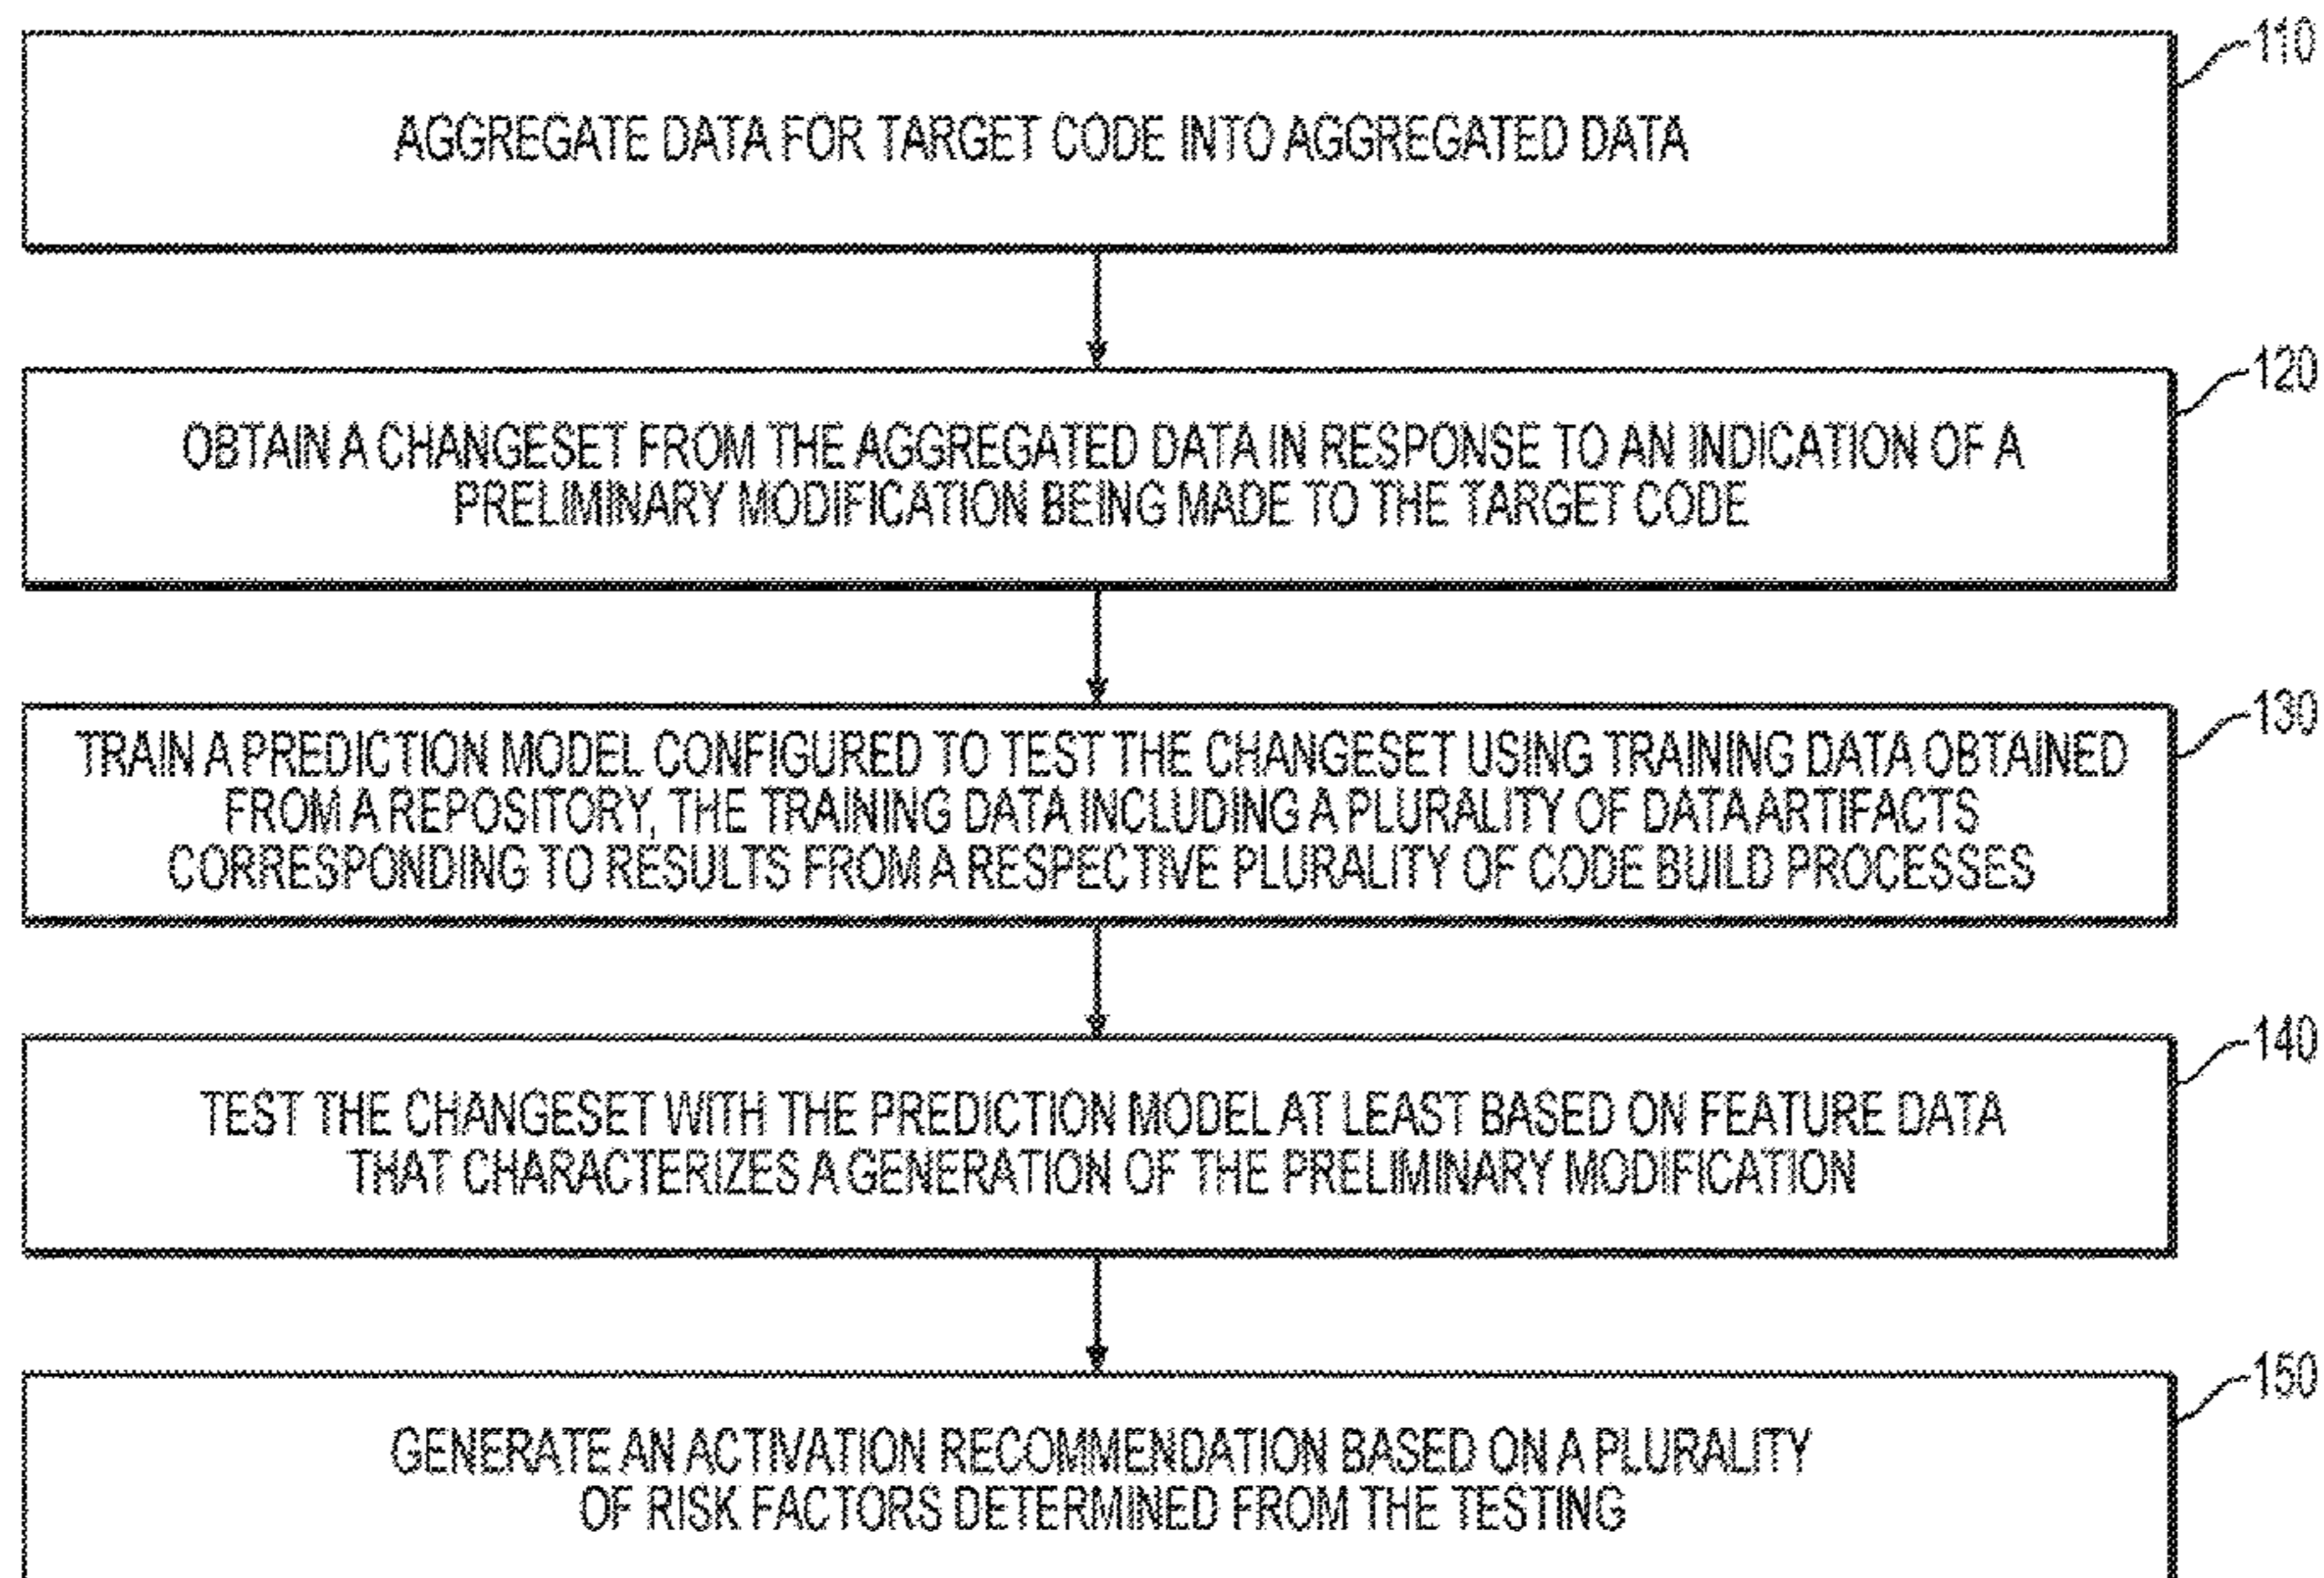 110
AGGREGATE DATA FOR TARGET CODE INTO AGGREGATED DATA
120
OBTAIN A CHANGESET FROM THE AGGREGATED DATA IN RESPONSE TO AN INDICATION OF A
PRELIMINARY MODIFICATION BEING MADE TO THE TARGET CODE
130
TRAIN A PREDICTION MODEL CONFIGURED TO TEST THE CHANGESET USING TRAINING DATA OBTAINED
FROM A REPOSITORY, THE TRAINING DATA INCLUDING A PLURALITY OF DATA ARTIFACTS
CORRESPONDING TO RESULTS FROM A RESPECTIVE PLURALITY OF CODE BUILD PROCESSES
140
TEST THE CHANGESET WITH THE PREDICTION MODEL AT LEAST BASED ON FEATURE DATA
THAT CHARACTERIZES A GENERATION OF THE PRELIMINARY MODIFICATION
150
GENERATE AN ACTIVATION RECOMMENDATION BASED ON A PLURALITY
OF RISK FACTORS DETERMINED FROM THE TESTING